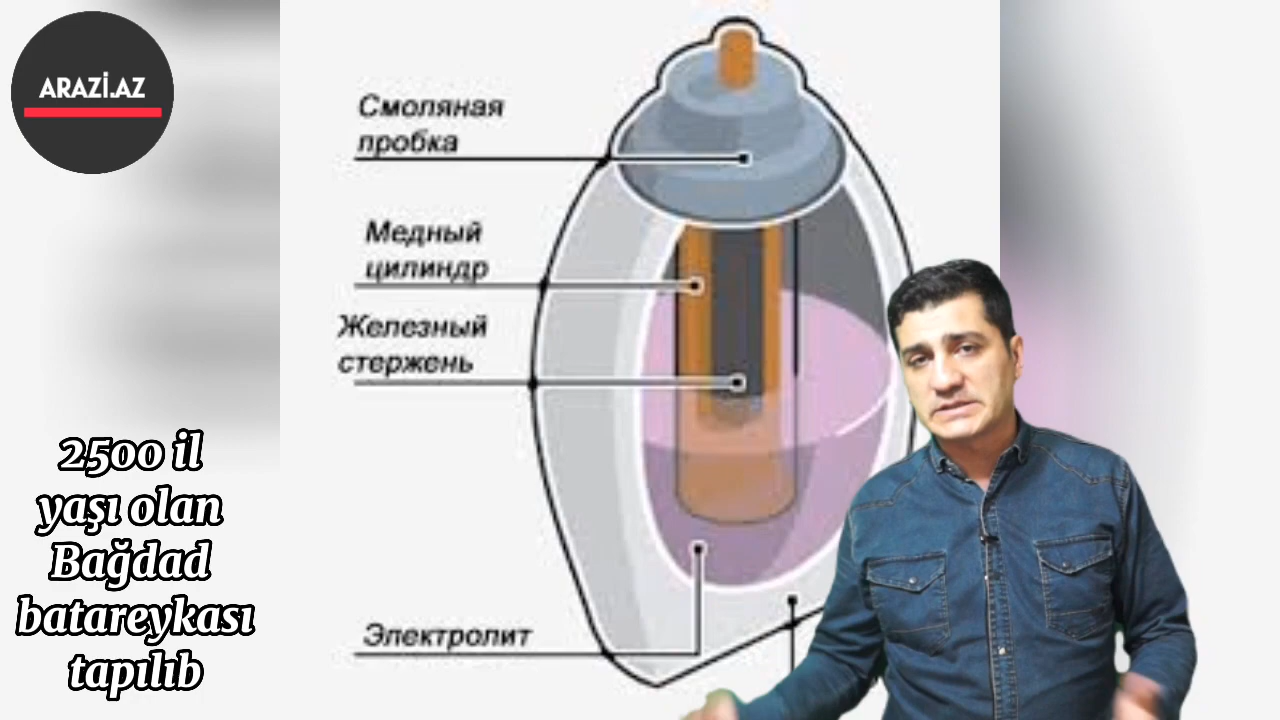 ARAZİ.AZ
Смоляная
пробка
Медный
цилиндр
Железный
стержень
Электролит
2500 il
yaşı olan
Bağdad
batareykası
tapılıb